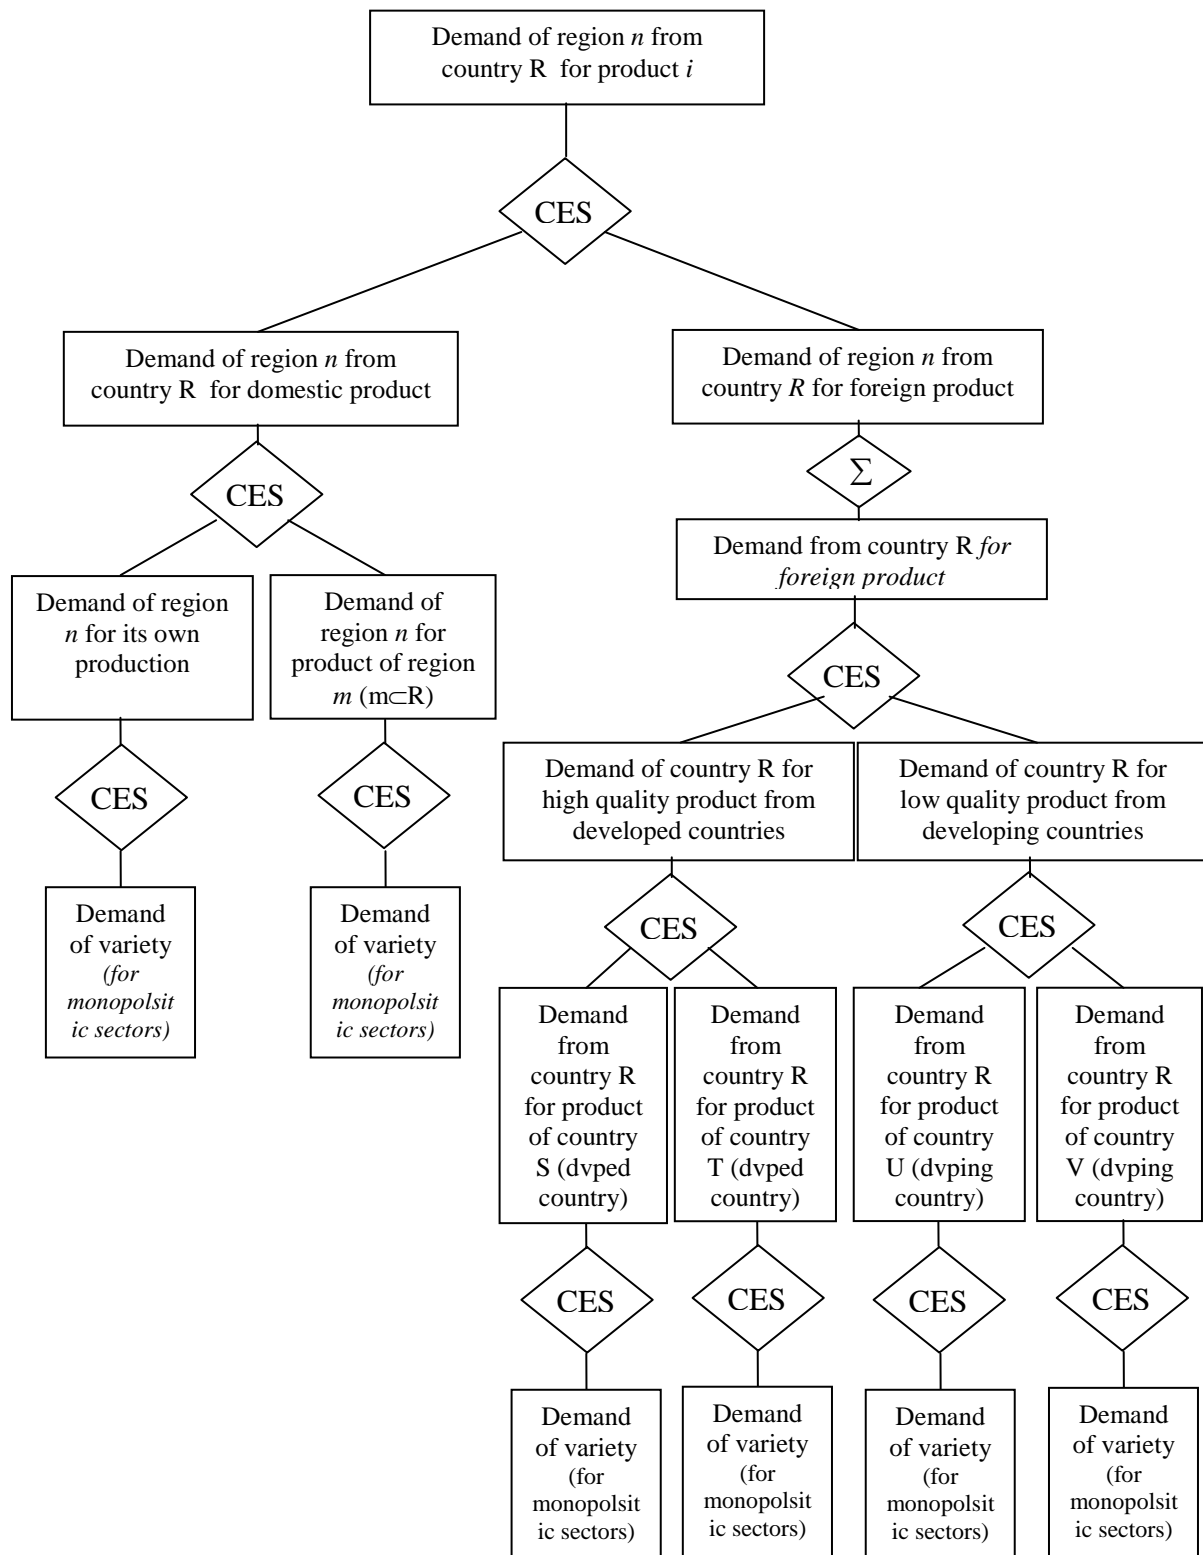 Demand of region n from
country R for product i
CES
Demand of region n from
country R for domestic product
Demand of region n from
country R for foreign product
CES
Σ
Demand from country R for
foreign product
Demand of region
n for its own
production
Demand of
region n for
product of region
m (m⊂R)
CES
CES
CES
Demand of country R for
high quality product from
developed countries
Demand of country R for
low quality product from
developing countries
Demand
of variety
(for
monopolsit
ic sectors)
Demand
of variety
(for
monopolsit
ic sectors)
CES
CES
Demand
from
country R
for product
of country
S (dvped
country)
Demand
from
country R
for product
of country
T (dvped
country)
Demand
from
country R
for product
of country
U (dvping
country)
Demand
from
country R
for product
of country
V (dvping
country)
CES
CES
CES
CES
Demand
of variety
(for
monopolsit
ic sectors)
Demand
of variety
(for
monopolsit
ic sectors)
Demand
of variety
(for
monopolsit
ic sectors)
Demand
of variety
(for
monopolsit
ic sectors)